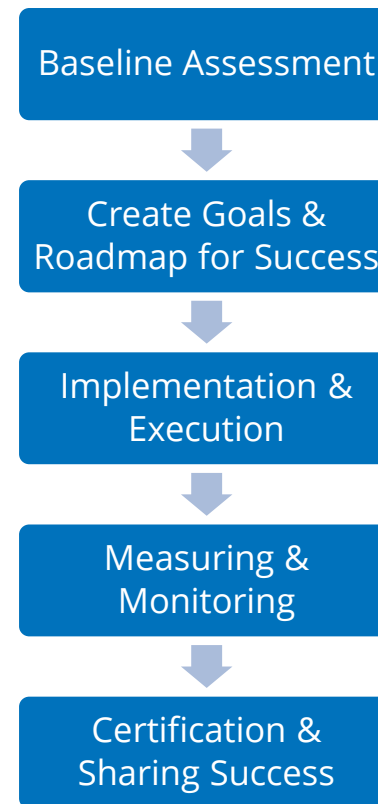 Baseline Assessment
Create Goals &
Roadmap for Success
Implementation &
Execution
Measuring &
Monitoring
Certification &
Sharing Success